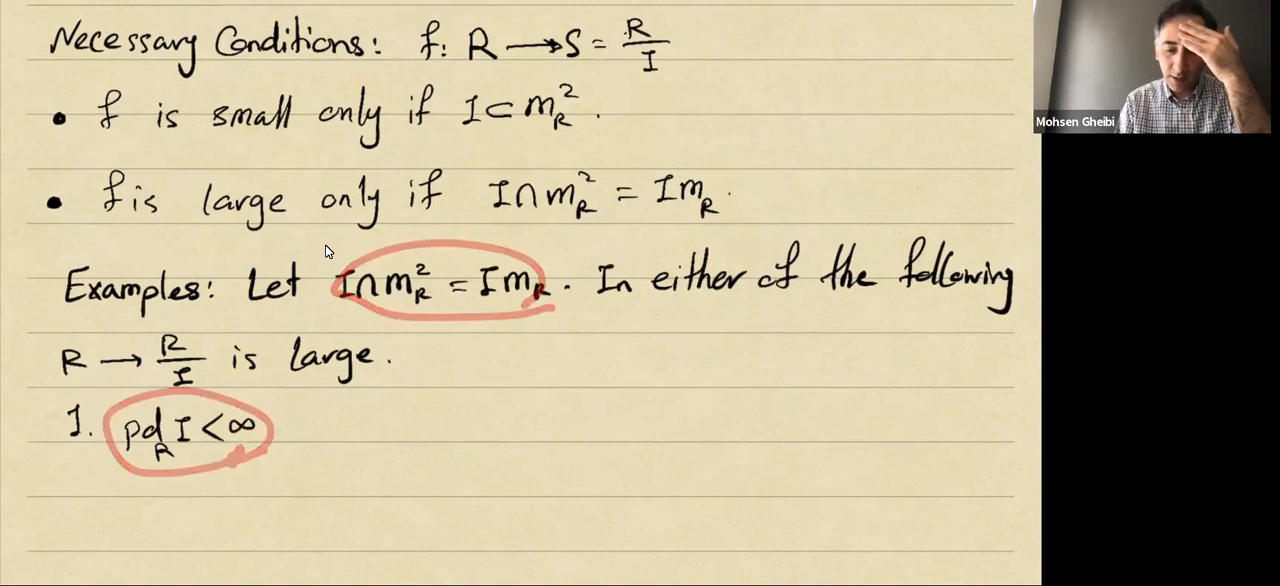 Necessary Conditions: f: R ↠ S = R/I
• f is small only if I ⊂ m_R^2.
• f is large only if I ∩ m_R^2 = I m_R.
Examples: Let I ∩ m_R^2 = I m_R. In either of the following
R → R/I is large.
1. pd_R I < ∞
Mohsen Gheibi